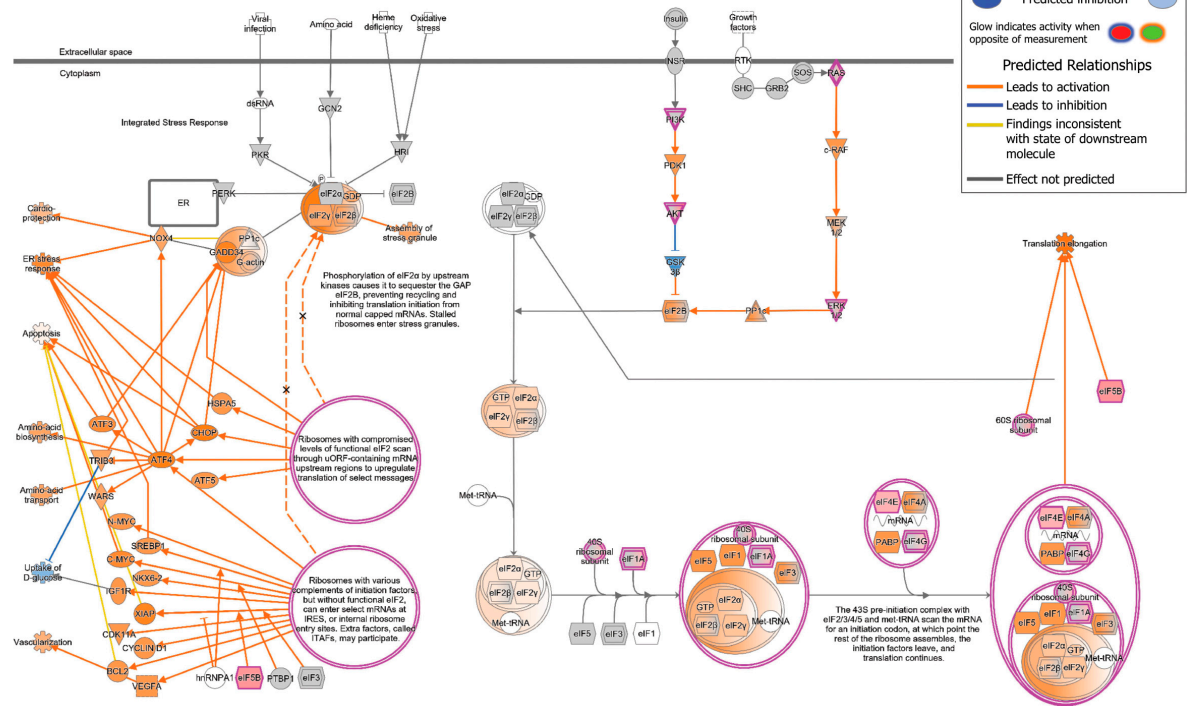 Viral
infection
Amino acid
Heme
deficiency
Oxidative
stress
Insulin
Growth
factors
Predicted Inhibition
Glow indicates activity when
opposite of measurement
Predicted Relationships
Leads to activation
Leads to inhibition
Findings inconsistent
with state of downstream
molecule
Effect not predicted
Extracellular space
Cytoplasm
INSR
RTK
SOS
RAS
SHC
GRB2
dsRNA
GCN2
Integrated Stress Response
PKR
HRI
PI3K
c-RAF
PDK1
P
eIF2α
GDP
eIF2γ
eIF2β
eIF2B
PERK
ER
eIF2α
GDP
eIF2γ
eIF2β
AKT
MEK
1/2
Cardio-
protection
NOX4
PP1c
GADD34
G-actin
Assembly of
stress granule
Translation elongation
ER stress
response
GSK
3β
Phosphorylation of eIF2α by upstream
kinases causes it to sequester the GAP
eIF2B, preventing recycling and
inhibiting translation initiation from
normal capped mRNAs. Stalled
ribosomes enter stress granules.
eIF2B
PP1c
ERK
1/2
Apoptosis
x
x
GTP
eIF2α
eIF2γ
eIF2β
eIF5B
HSPA5
ATF3
CHOP
60S ribosomal
subunit
Amino acid
biosynthesis
TRIB3
ATF4
Ribosomes with compromised
levels of functional eIF2 scan
through uORF-containing mRNA
upstream regions to upregulate
translation of select messages
ATF5
Amino acid
transport
WARS
Met-tRNA
eIF4E
eIF4A
mRNA
PABP
eIF4G
eIF4E
eIF4A
mRNA
PABP
eIF4G
N-MYC
SREBP1
C-MYC
Uptake of
D-glucose
NKX6-2
IGF1R
XIAP
CDK11A
CYCLIN D1
Vascularization
BCL2
VEGFA
Ribosomes with various
complements of initiation factors,
but without functional eIF2,
can enter select mRNAs at
IRES, or internal ribosome
entry sites. Extra factors, called
ITAFs, may participate.
hnRNPA1
eIF5B
PTBP1
eIF3
eIF2α
GTP
eIF2β
eIF2γ
Met-tRNA
40S
ribosomal
subunit
eIF1A
eIF5
eIF3
eIF1
40S
ribosomal subunit
eIF5
eIF1
eIF1A
eIF3
eIF2α
GTP
eIF2β
eIF2γ
Met-tRNA
The 43S pre-initiation complex with
eIF2/3/4/5 and met-tRNA scan the mRNA
for an initiation codon, at which point the
rest of the ribosome assembles, the
initiation factors leave, and
translation continues.
40S
ribosomal subunit
eIF1
eIF1A
eIF5
eIF3
eIF2α
GTP
eIF2β
eIF2γ
Met-tRNA